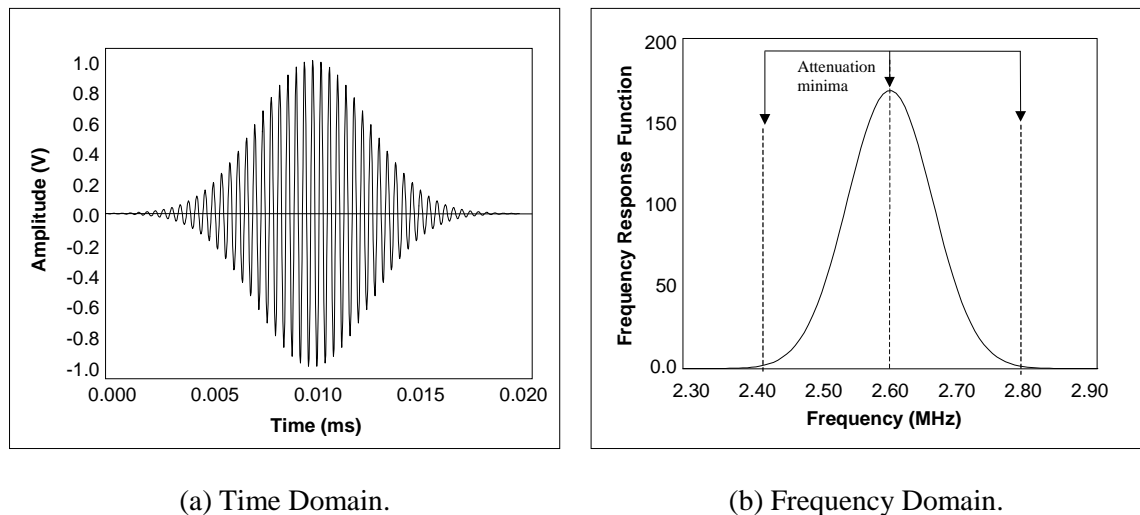 1.0
0.8
0.6
0.4
0.2
0.0
-0.2
-0.4
-0.6
-0.8
-1.0
Amplitude (V)
0.000 0.005 0.010 0.015 0.020
Time (ms)
200
150
100
50
0.0
Frequency Response Function
Attenuation
minima
2.30 2.40 2.50 2.60 2.70 2.80 2.90
Frequency (MHz)
(a) Time Domain.
(b) Frequency Domain.